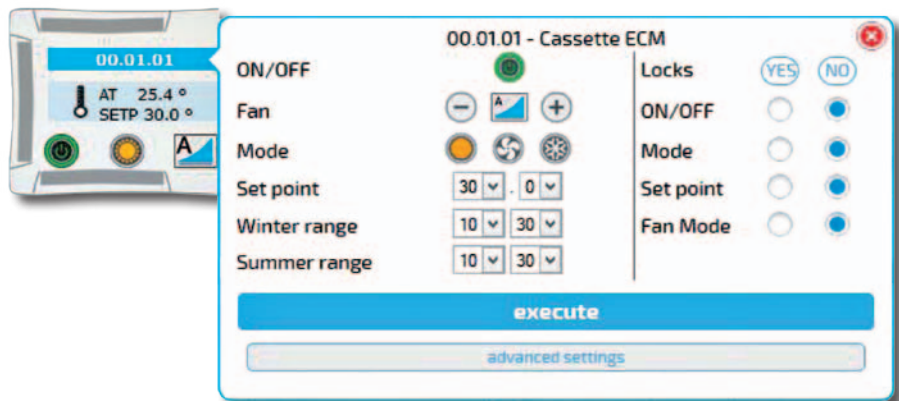 00.01.01
AT 25.4 °
SETP 30.0 °
A
00.01.01 - Cassette ECM
ON/OFF
Fan
A
Mode
Set point
30 . 0
Winter range
10 30
Summer range
10 30
Locks YES NO
ON/OFF
Mode
Set point
Fan Mode
execute
advanced settings